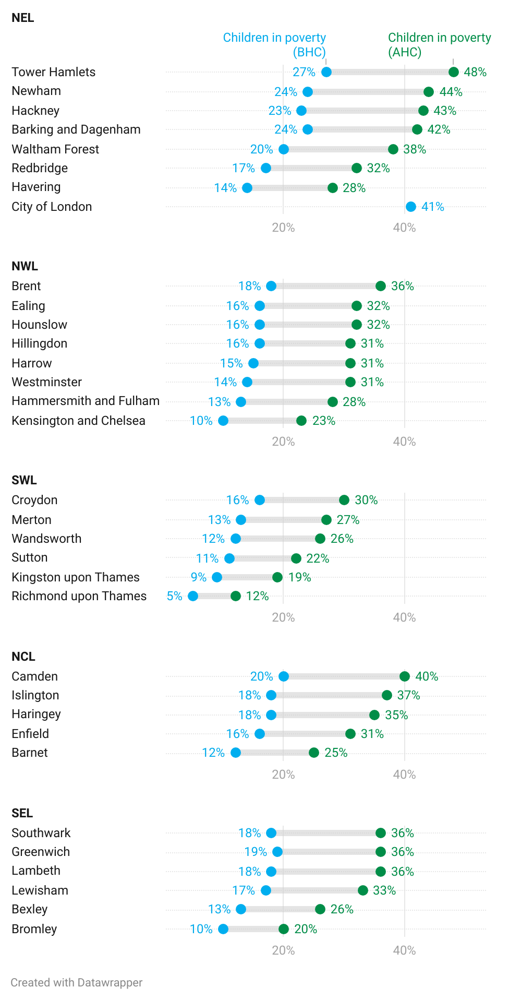 NEL
Children in poverty Children in poverty
(BHC) (AHC)
Tower Hamlets 27% 48%
Newham 24% 44%
Hackney 23% 43%
Barking and Dagenham 24% 42%
Waltham Forest 20% 38%
Redbridge 17% 32%
Havering 14% 28%
City of London 41%
20% 40%
NWL
Brent 18% 36%
Ealing 16% 32%
Hounslow 16% 32%
Hillingdon 16% 31%
Harrow 15% 31%
Westminster 14% 31%
Hammersmith and Fulham 13% 28%
Kensington and Chelsea 10% 23%
20% 40%
SWL
Croydon 16% 30%
Merton 13% 27%
Wandsworth 12% 26%
Sutton 11% 22%
Kingston upon Thames 9% 19%
Richmond upon Thames 5% 12%
20% 40%
NCL
Camden 20% 40%
Islington 18% 37%
Haringey 18% 35%
Enfield 16% 31%
Barnet 12% 25%
20% 40%
SEL
Southwark 18% 36%
Greenwich 19% 36%
Lambeth 18% 36%
Lewisham 17% 33%
Bexley 13% 26%
Bromley 10% 20%
20% 40%
Created with Datawrapper